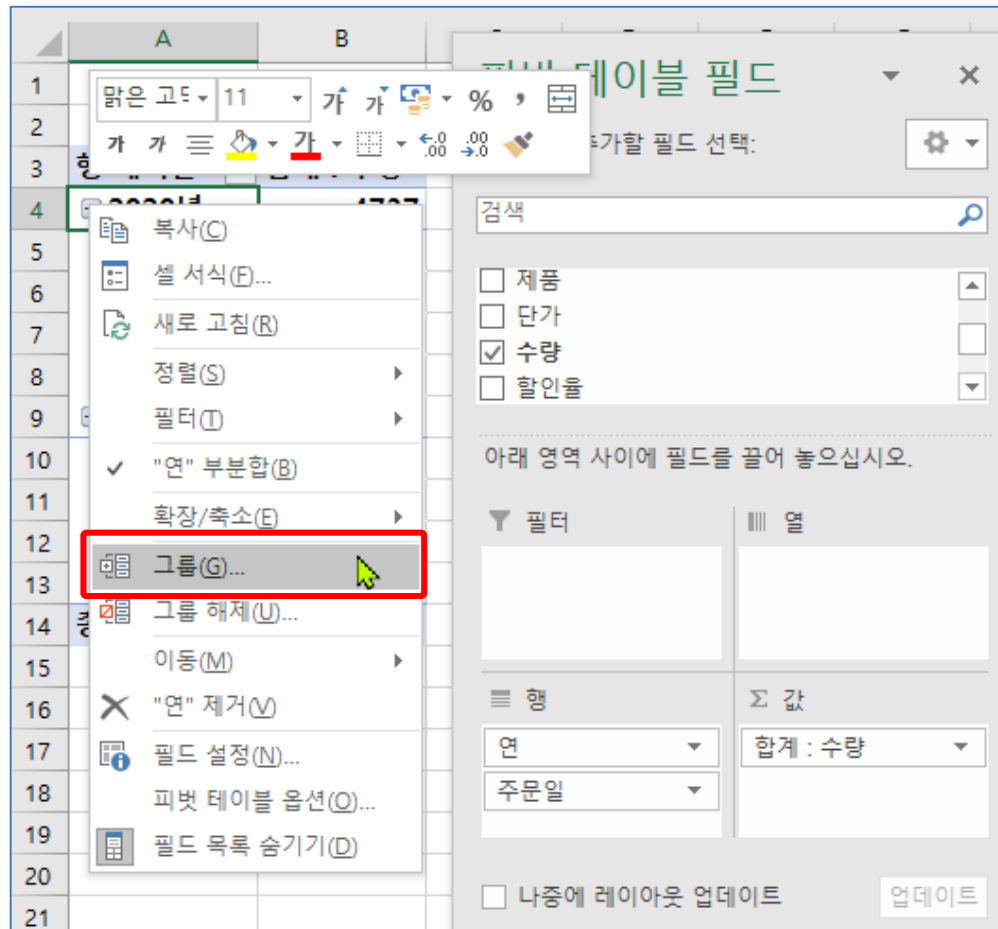 A B
피벗 테이블 필드
1
맑은 고딕 11 가 가 % ,
2
가 가 가 .00 .00
추가할 필드 선택:
3
4 2020년 4737
검색
복사(C)
5
셀 서식(F)...
6
제품
단가
7
새로 고침(R)
수량
8
정렬(S)
할인율
9
필터(T)
아래 영역 사이에 필드를 끌어 놓으십시오.
10
"연" 부분합(B)
11
확장/축소(E)
필터
열
12
그룹(G)...
13
14
그룹 해제(U)...
15
이동(M)
16
"연" 제거(V)
행
Σ 값
17
필드 설정(N)...
연
합계 : 수량
18
피벗 테이블 옵션(O)...
주문일
19
필드 목록 숨기기(D)
20
나중에 레이아웃 업데이트
업데이트
21